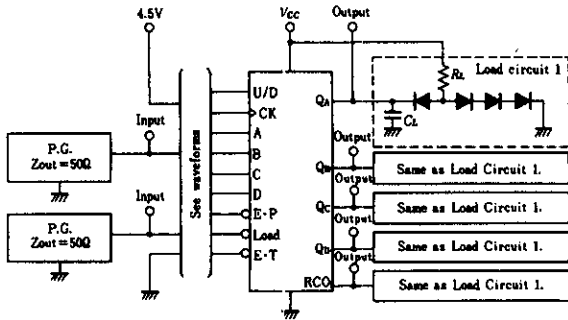 4.5V
VCC
Output
Input
P.G.
Zout=50Ω
Input
P.G.
Zout=50Ω
See waveforms
U/D
CK
A
B
C
D
E·P
Load
E·T
QA
QB
QC
QD
RCO
RL
CL
Load circuit 1
Output
Same as Load Circuit 1.
Output
Same as Load Circuit 1.
Output
Same as Load Circuit 1.
Output
Same as Load Circuit 1.